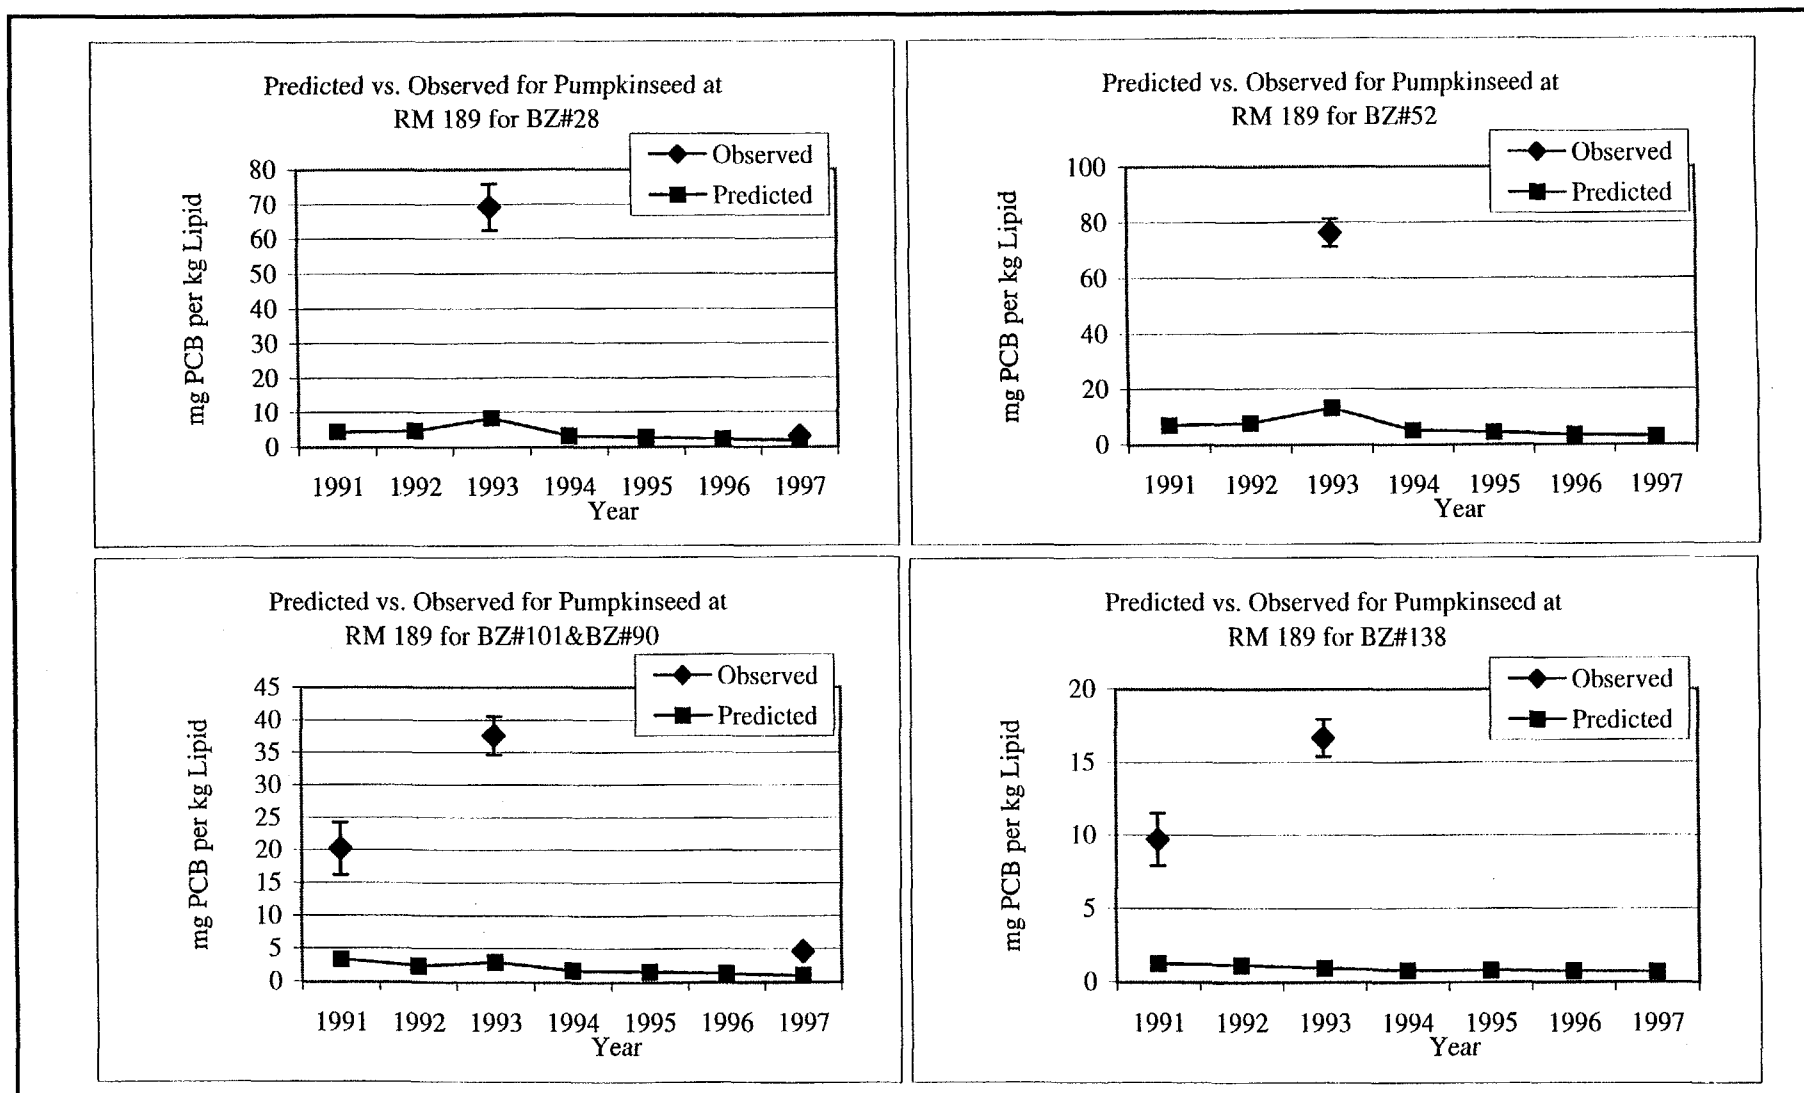 Predicted vs. Observed for Pumpkinseed at
RM 189 for BZ#28
Observed
Predicted
mg PCB per kg Lipid
80
70
60
50
40
30
20
10
0
1991 1992 1993 1994 1995 1996 1997
Year
Predicted vs. Observed for Pumpkinseed at
RM 189 for BZ#52
Observed
Predicted
mg PCB per kg Lipid
100
80
60
40
20
0
1991 1992 1993 1994 1995 1996 1997
Year
Predicted vs. Observed for Pumpkinseed at
RM 189 for BZ#101&BZ#90
Observed
Predicted
mg PCB per kg Lipid
45
40
35
30
25
20
15
10
5
0
1991 1992 1993 1994 1995 1996 1997
Year
Predicted vs. Observed for Pumpkinseed at
RM 189 for BZ#138
Observed
Predicted
mg PCB per kg Lipid
20
15
10
5
0
1991 1992 1993 1994 1995 1996 1997
Year